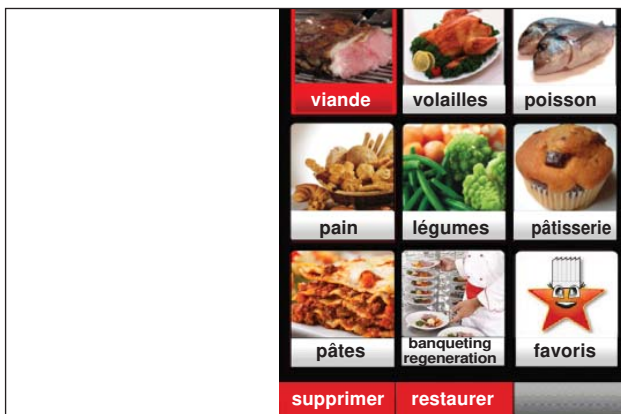 viande volailles poisson
pain légumes pâtisserie
pâtes banqueting regeneration favoris
supprimer restaurer